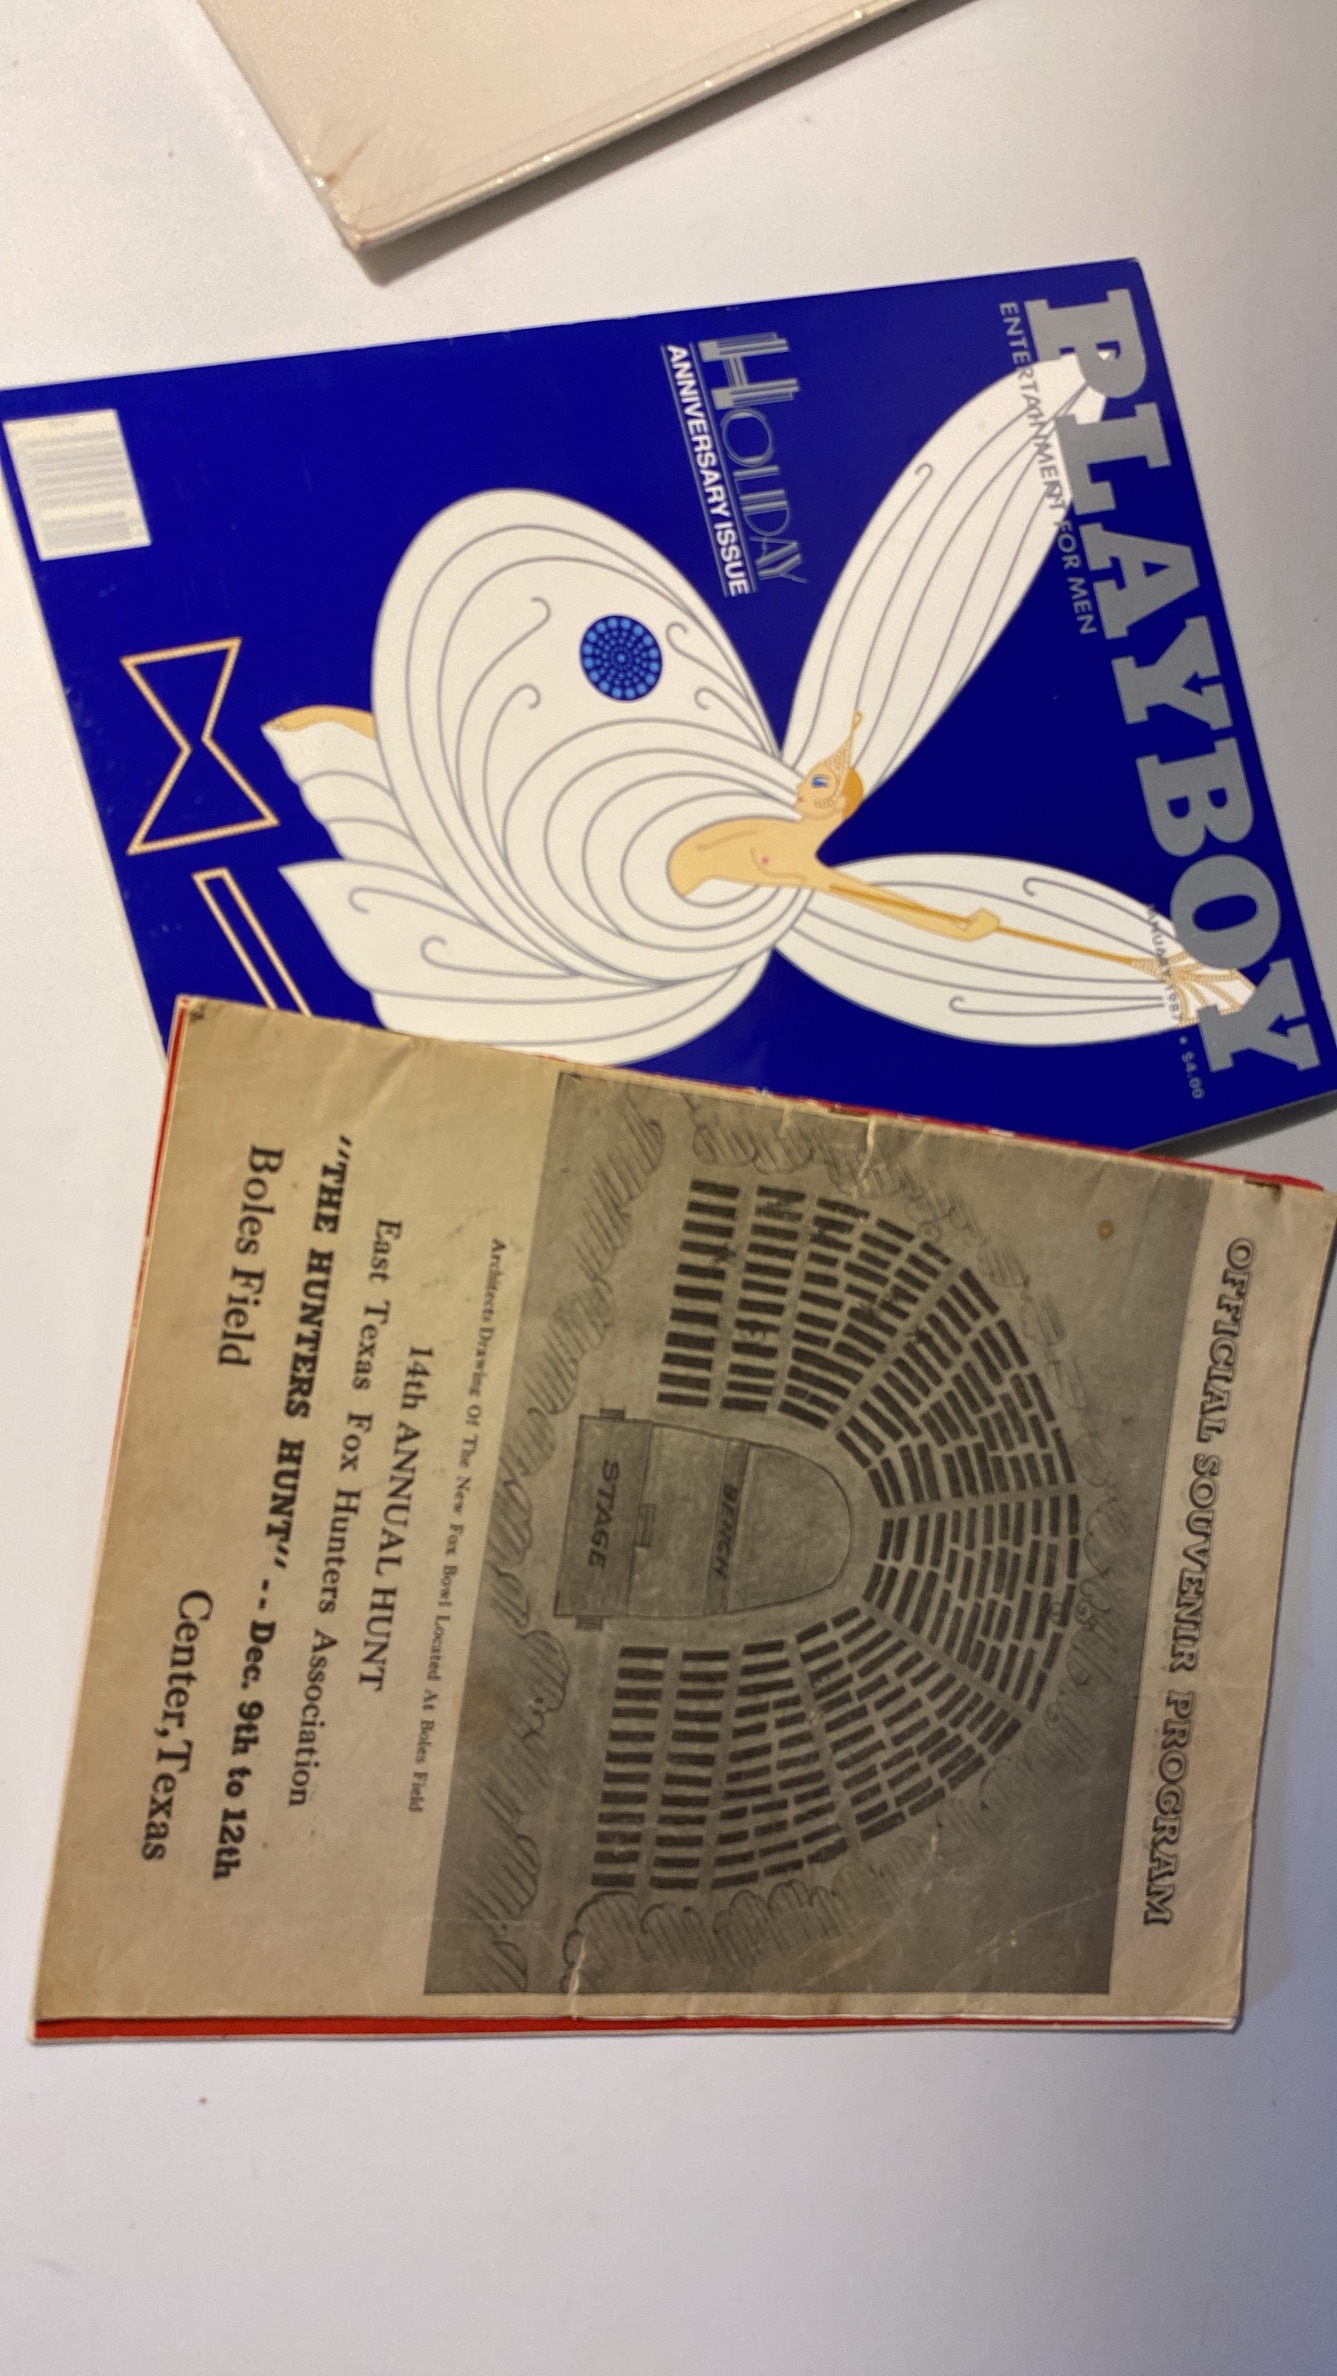 PLAYBOY
ENTERTAINMENT FOR MEN
JANUARY 1987 • $4.00
HOLIDAY
ANNIVERSARY ISSUE
OFFICIAL SOUVENIR PROGRAM
BENCH
STAGE
Architects Drawing Of The New Fox Bowl Located At Boles Field
14th ANNUAL HUNT
East Texas Fox Hunters Association
"THE HUNTERS HUNT" -- Dec. 9th to 12th
Boles Field
Center, Texas